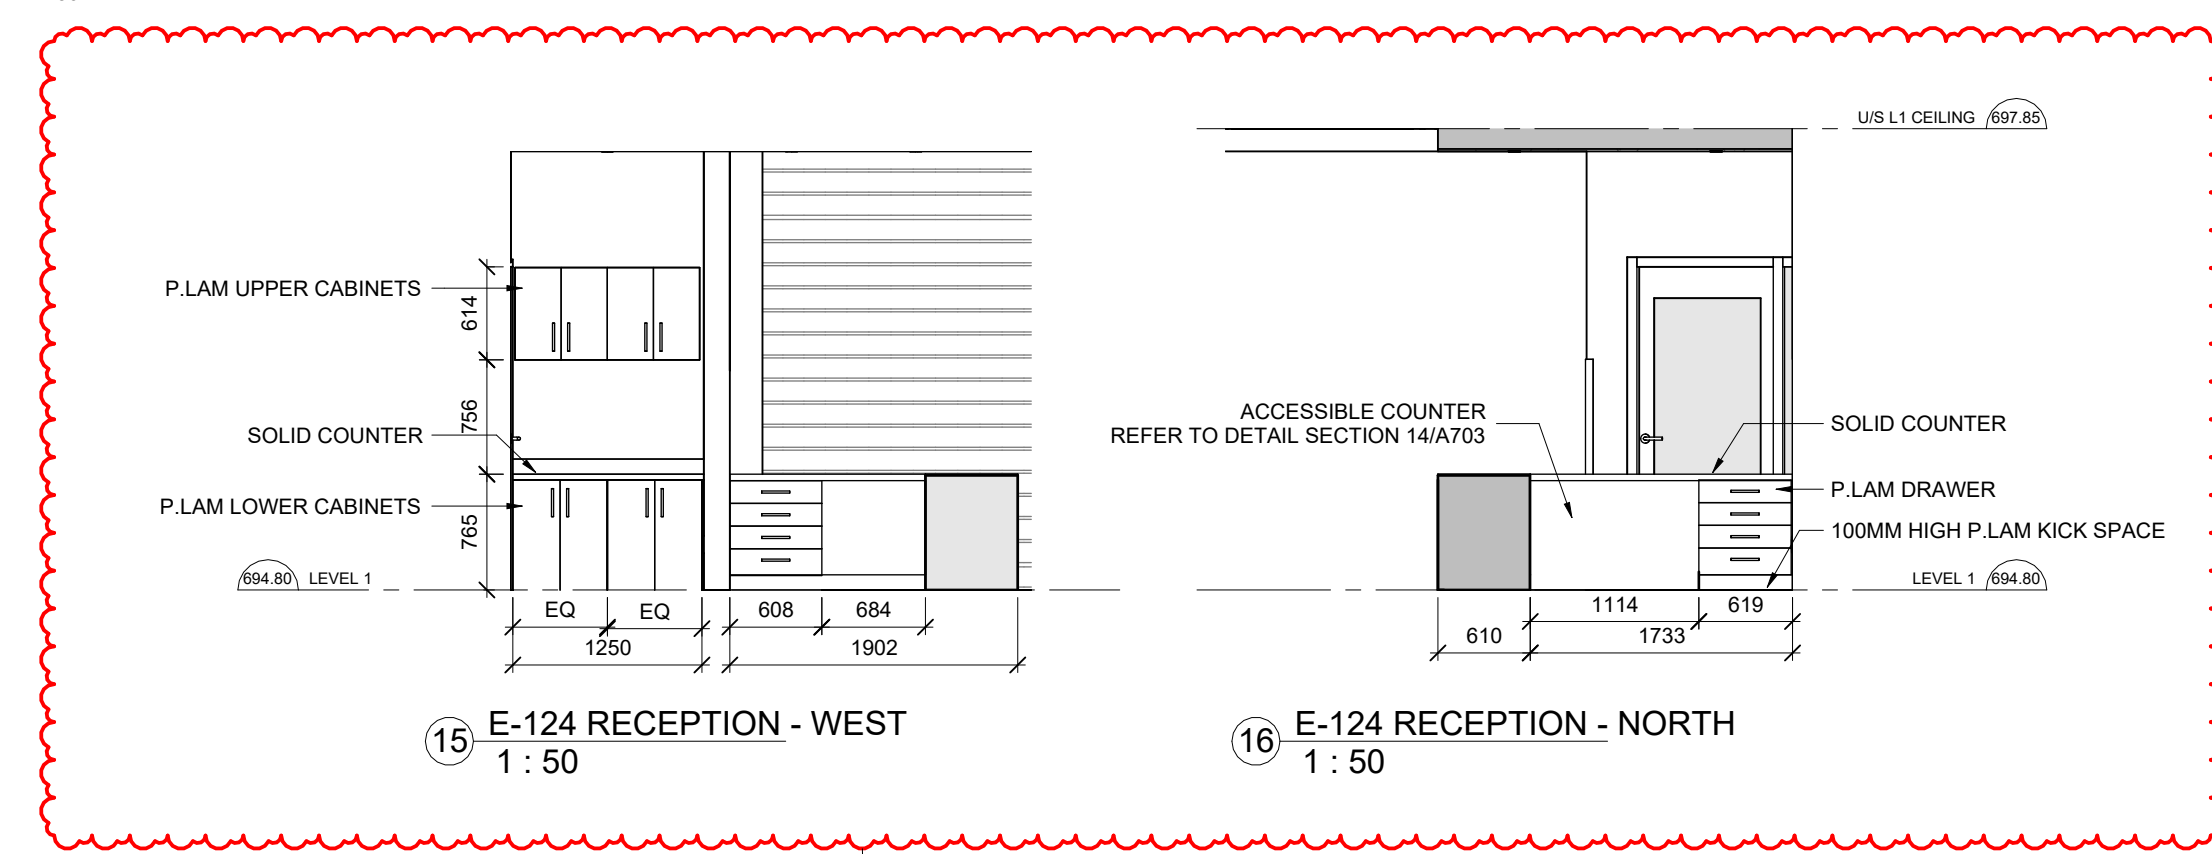 U/S L1 CEILING 697.85
P.LAM UPPER CABINETS
614
756
SOLID COUNTER
P.LAM LOWER CABINETS
765
694.80 LEVEL 1
EQ EQ
1250
608 684
1902
15 E-124 RECEPTION - WEST
1 : 50
ACCESSIBLE COUNTER
REFER TO DETAIL SECTION 14/A703
SOLID COUNTER
P.LAM DRAWER
100MM HIGH P.LAM KICK SPACE
LEVEL 1 694.80
1114 619
610 1733
16 E-124 RECEPTION - NORTH
1 : 50